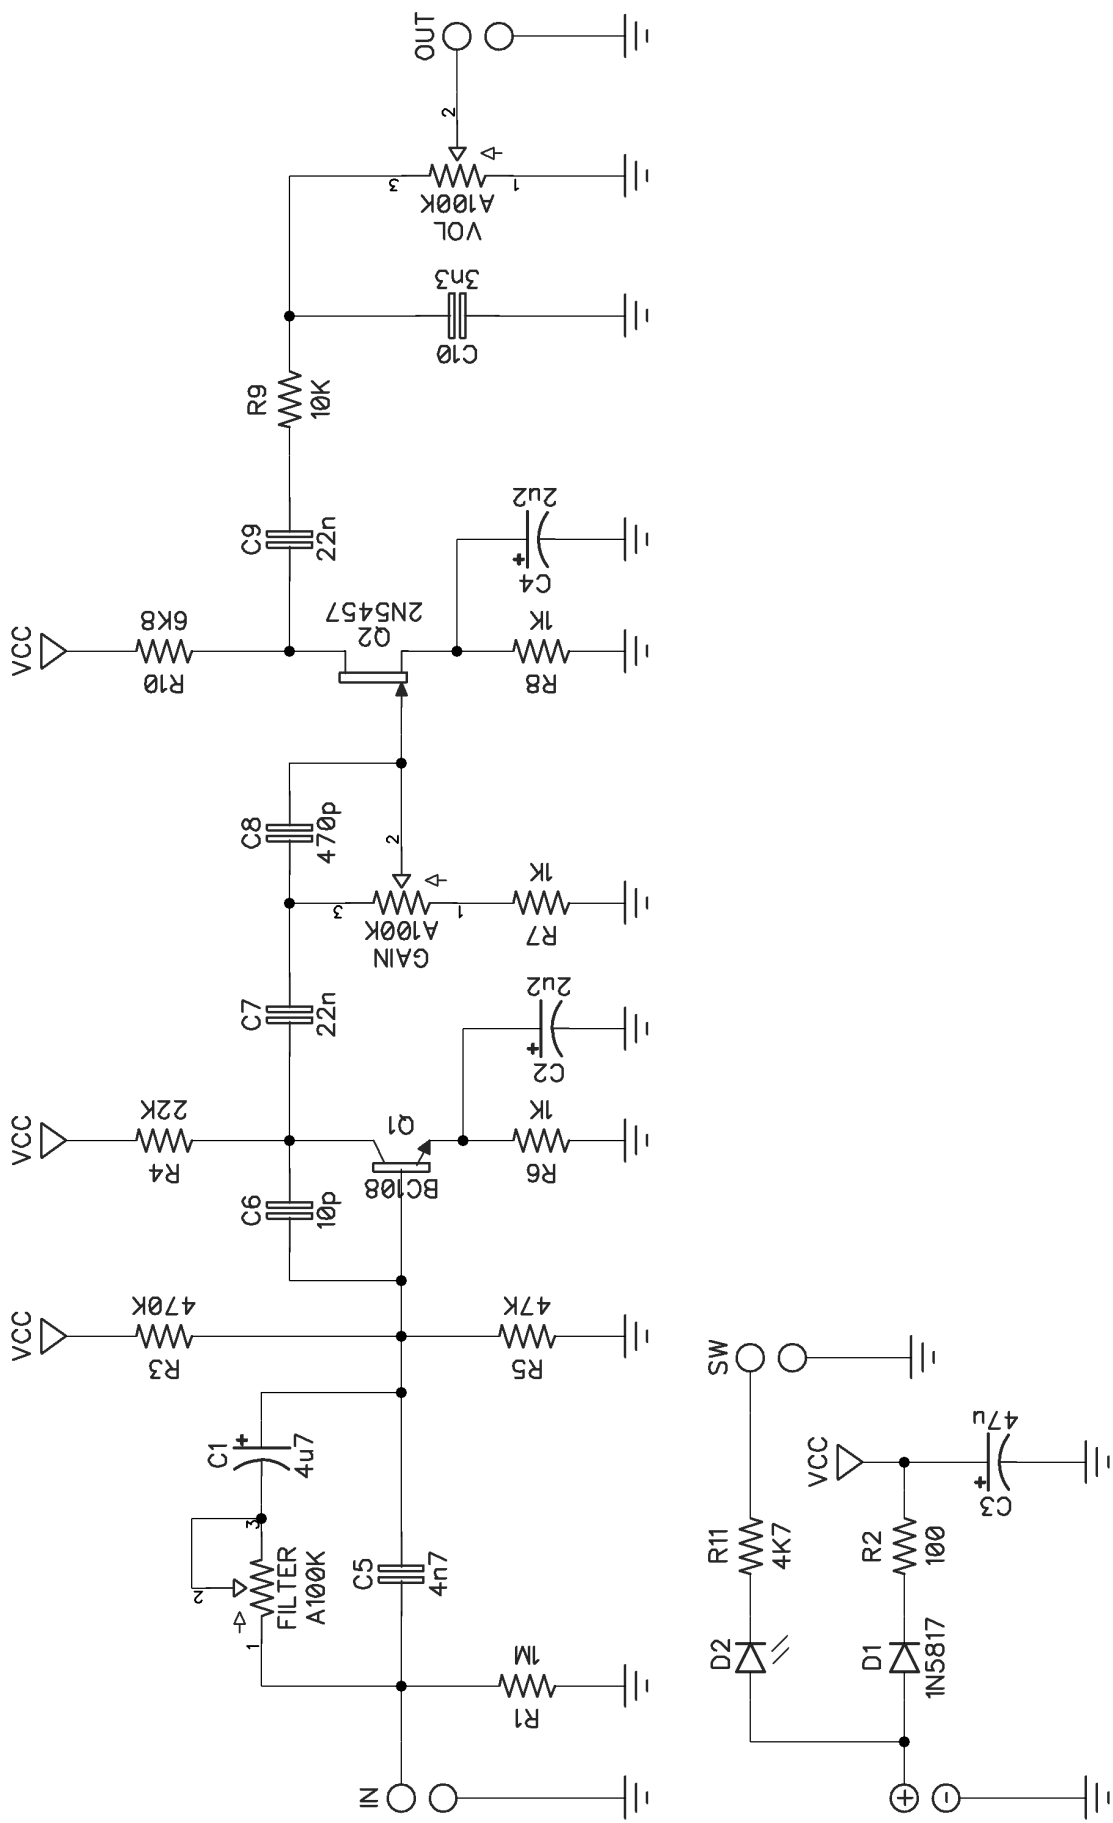 OUT
2
3
1
A100K
VOL
3n3
C10
R9
10K
C9
22n
2u2
C4
VCC
6K8
R10
2N5457
Q2
1K
R8
C8
470p
2
3
1
A100K
GAIN
1K
R7
C7
22n
2u2
C2
VCC
22K
R4
Q1
BC108
1K
R6
C6
10p
VCC
470K
R3
47K
R5
C1
4u7
3
2
1
FILTER
A100K
C5
4n7
1M
R1
IN
SW
R11
4K7
D2
VCC
47u
C3
R2
100
D1
1N5817
+
-